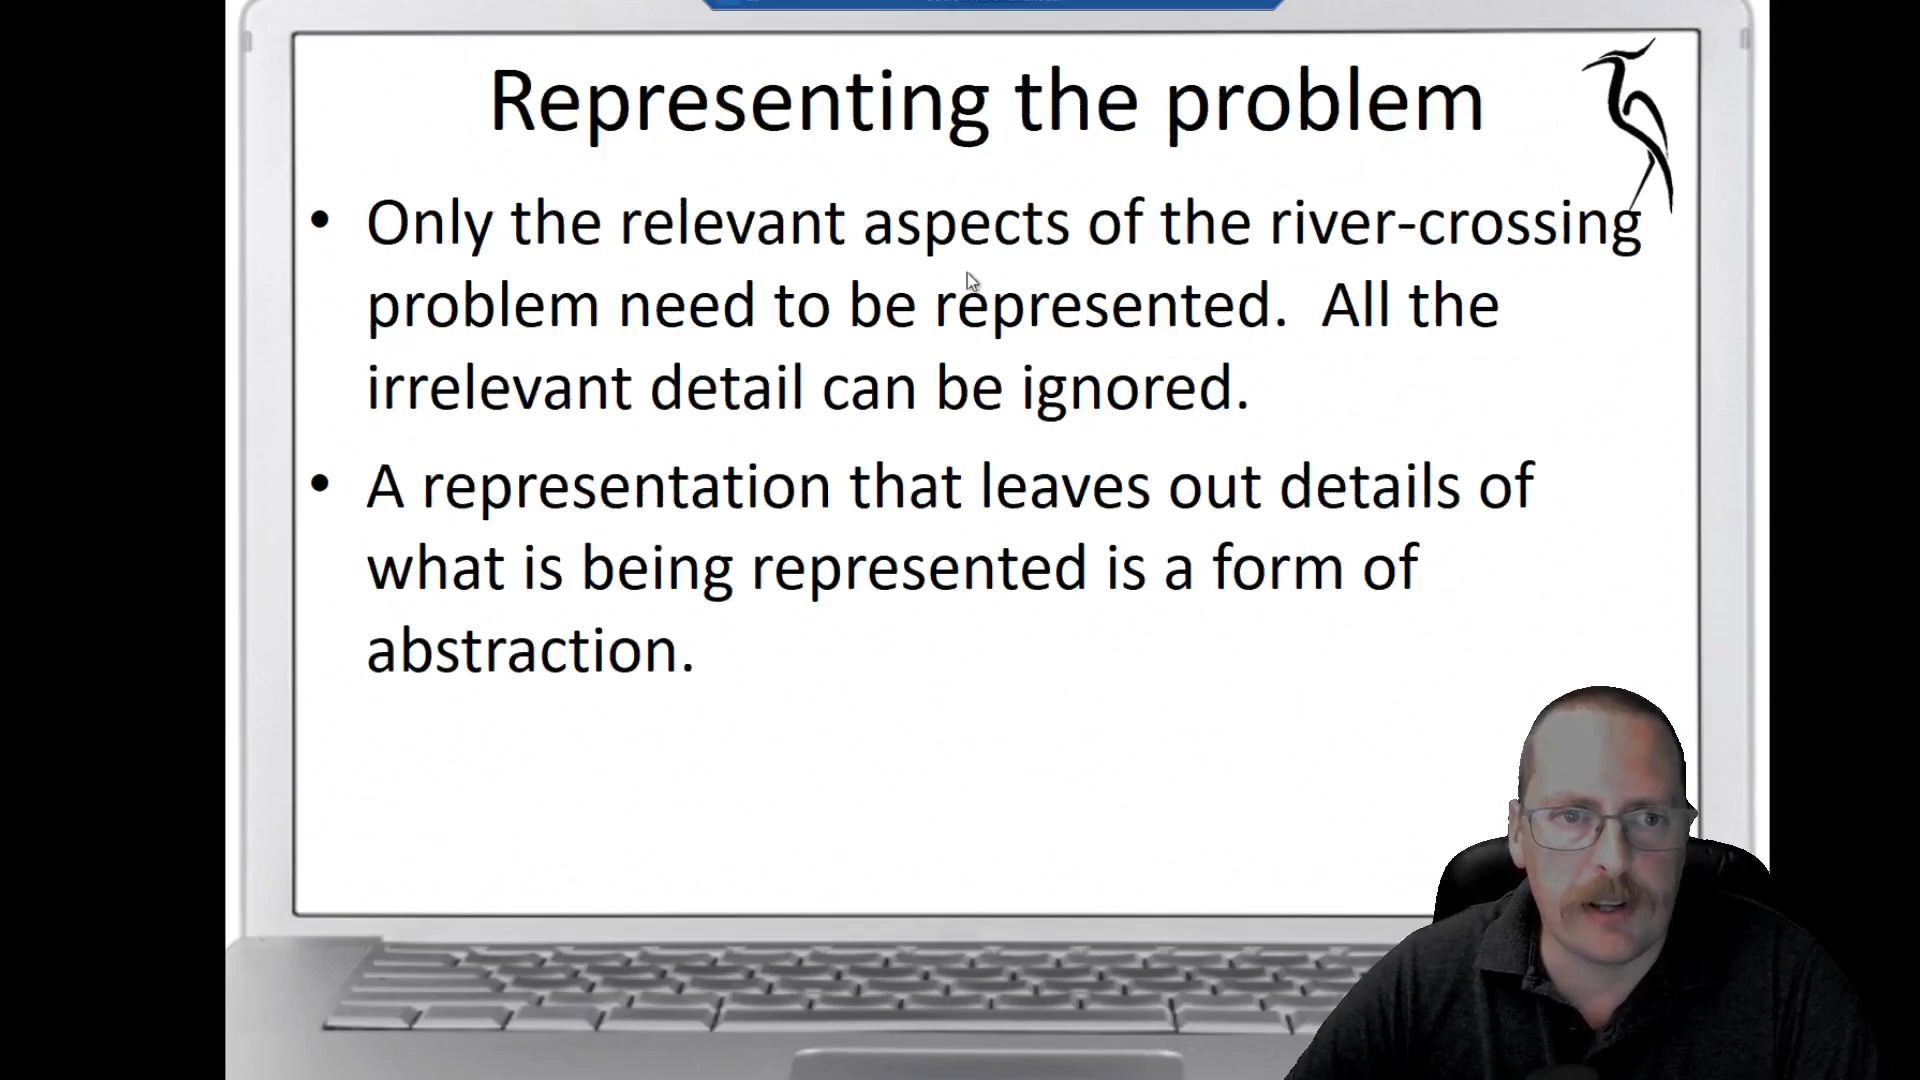 Representing the problem
• Only the relevant aspects of the river-crossing
problem need to be represented.  All the
irrelevant detail can be ignored.
• A representation that leaves out details of
what is being represented is a form of
abstraction.